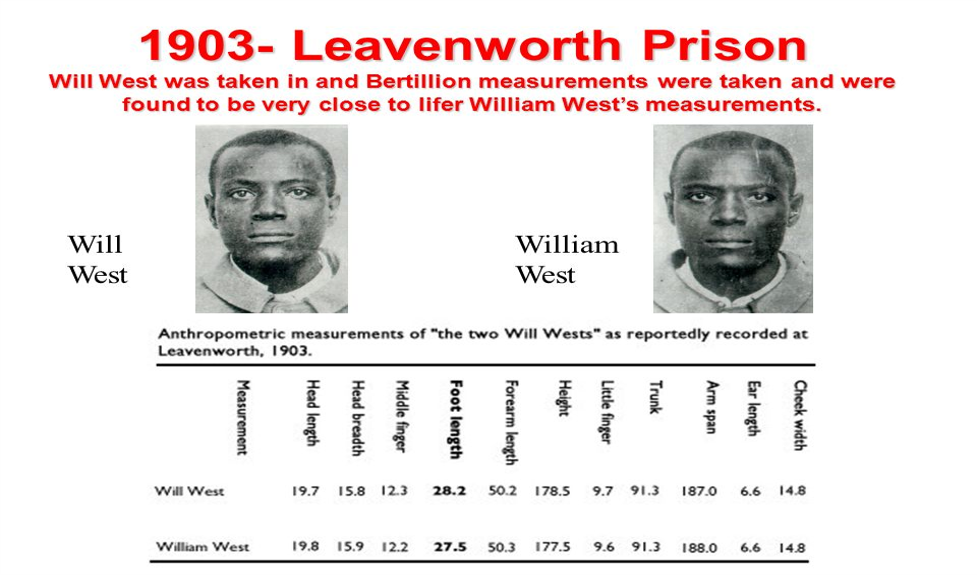 1903- Leavenworth Prison
Will West was taken in and Bertillion measurements were taken and were
found to be very close to lifer William West's measurements.
Will
West
William
West
Anthropometric measurements of "the two Will Wests" as reportedly recorded at
Leavenworth, 1903.
Measurement Head length Head breadth Middle finger Foot length Forearm length Height Little finger Trunk Arm span Ear length Cheek width
Will West 19.7 15.8 12.3 28.2 50.2 178.5 9.7 91.3 187.0 6.6 14.8
William West 19.8 15.9 12.2 27.5 50.3 177.5 9.6 91.3 188.0 6.6 14.8